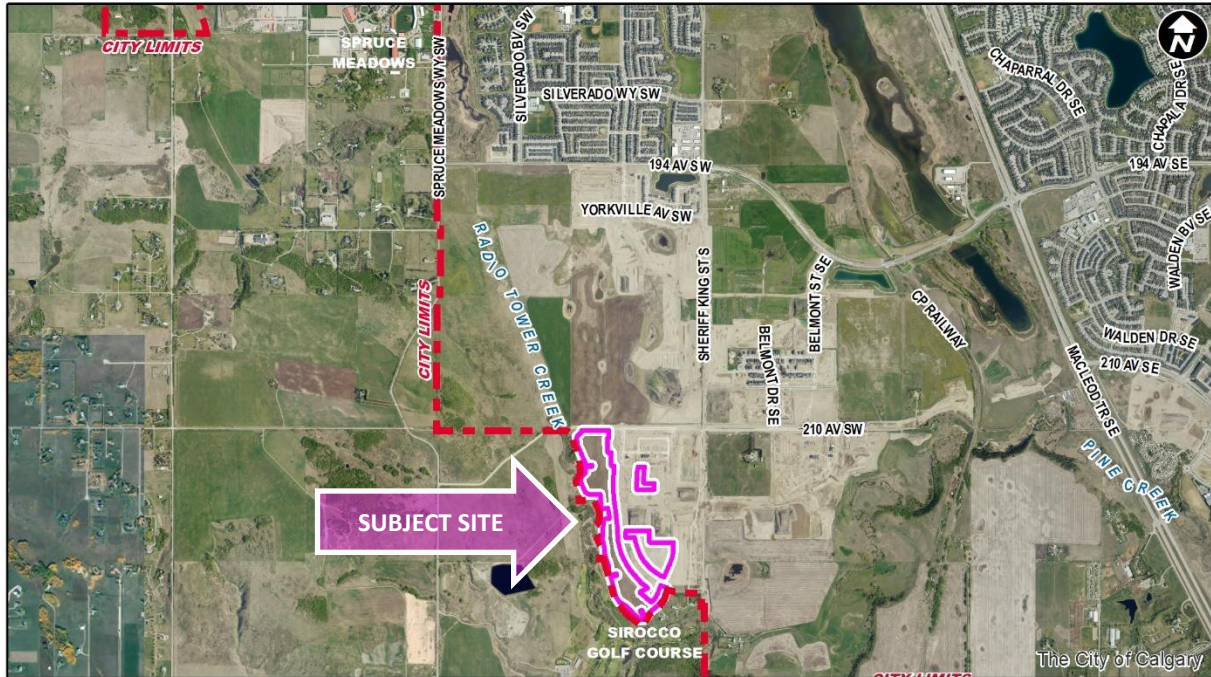 CITY LIMITS
SPRUCE
MEADOWS
N
SPRUCE MEADOWS WY SW
SILVERADO BV SW
SILVERADO WY SW
CHAPARRAL DR SE
CHAPALA DR SE
194 AV SW
194 AV SE
YORKVILLE AV SW
WALDEN BV SE
RADIO TOWER CREEK
SHERIFF KING ST S
BELMONT ST SE
CP RAILWAY
CITY LIMITS
BELMONT DR SE
MACLEOD TR SE
WALDEN DR SE
210 AV SE
210 AV SW
PINE CREEK
SUBJECT SITE
SIROCCO
GOLF COURSE
The City of Calgary
CITY LIMITS